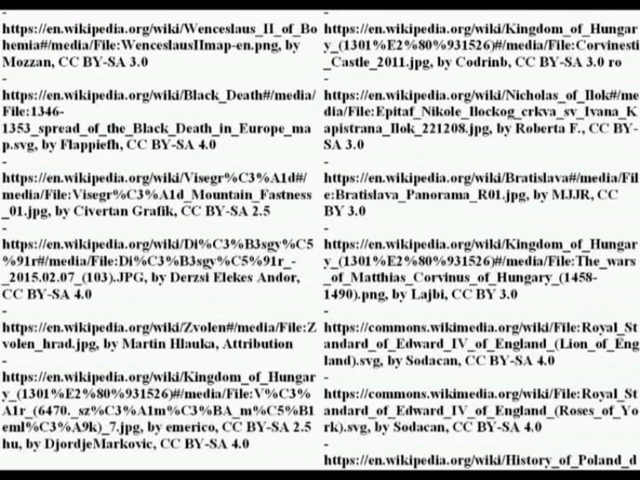 -
https://en.wikipedia.org/wiki/Wenceslaus_II_of_Bo
hemia#/media/File:WenceslausIImap-en.png, by
Mozzan, CC BY-SA 3.0
-
https://en.wikipedia.org/wiki/Black_Death#/media/
File:1346-
1353_spread_of_the_Black_Death_in_Europe_ma
p.svg, by Flappiefh, CC BY-SA 4.0
-
https://en.wikipedia.org/wiki/Visegr%C3%A1d#/
media/File:Visegr%C3%A1d_Mountain_Fastness
_01.jpg, by Civertan Grafik, CC BY-SA 2.5
-
https://en.wikipedia.org/wiki/Di%C3%B3sgy%C5
%91r#/media/File:Di%C3%B3sgy%C5%91r_-
_2015.02.07_(103).JPG, by Derzsi Elekes Andor,
CC BY-SA 4.0
-
https://en.wikipedia.org/wiki/Zvolen#/media/File:Z
volen_hrad.jpg, by Martin Hlauka, Attribution
-
https://en.wikipedia.org/wiki/Kingdom_of_Hungar
y_(1301%E2%80%931526)#/media/File:V%C3%
A1r_(6470._sz%C3%A1m%C3%BA_m%C5%B1
eml%C3%A9k)_7.jpg, by emerico, CC BY-SA 2.5
hu, by DjordjeMarkovic, CC BY-SA 4.0
-
https://en.wikipedia.org/wiki/Kingdom_of_Hungar
y_(1301%E2%80%931526)#/media/File:Corvinesti
_Castle_2011.jpg, by Codrinb, CC BY-SA 3.0 ro
-
https://en.wikipedia.org/wiki/Nicholas_of_Ilok#/me
dia/File:Epitaf_Nikole_Ilockog_crkva_sv_Ivana_K
apistrana_Ilok_221208.jpg, by Roberta F., CC BY-
SA 3.0
-
https://en.wikipedia.org/wiki/Bratislava#/media/Fil
e:Bratislava_Panorama_R01.jpg, by MJJR, CC
BY 3.0
-
https://en.wikipedia.org/wiki/Kingdom_of_Hungar
y_(1301%E2%80%931526)#/media/File:The_wars
_of_Matthias_Corvinus_of_Hungary_(1458-
1490).png, by Lajbi, CC BY 3.0
-
https://commons.wikimedia.org/wiki/File:Royal_St
andard_of_Edward_IV_of_England_(Lion_of_Eng
land).svg, by Sodacan, CC BY-SA 4.0
-
https://commons.wikimedia.org/wiki/File:Royal_St
andard_of_Edward_IV_of_England_(Roses_of_Yo
rk).svg, by Sodacan, CC BY-SA 4.0
-
https://en.wikipedia.org/wiki/History_of_Poland_d